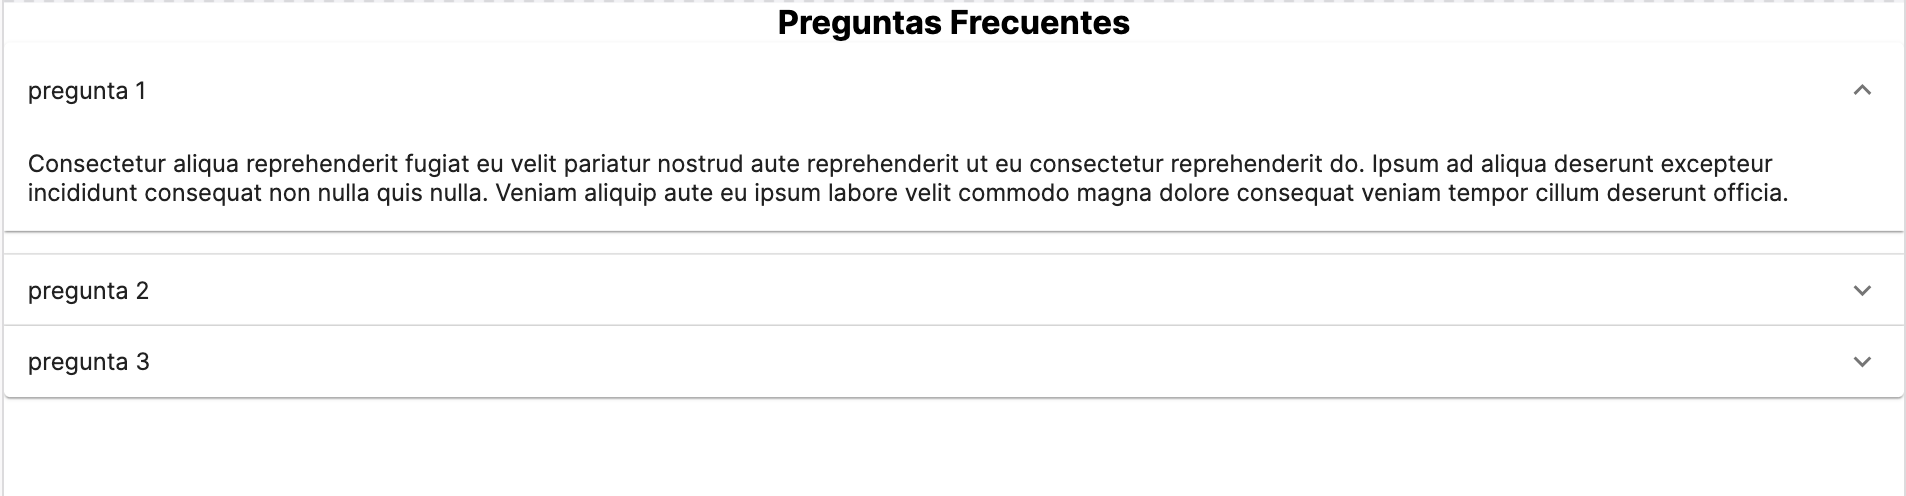 Preguntas Frecuentes
pregunta 1
Consectetur aliqua reprehenderit fugiat eu velit pariatur nostrud aute reprehenderit ut eu consectetur reprehenderit do. Ipsum ad aliqua deserunt excepteur
incididunt consequat non nulla quis nulla. Veniam aliquip aute eu ipsum labore velit commodo magna dolore consequat veniam tempor cillum deserunt officia.
pregunta 2
pregunta 3